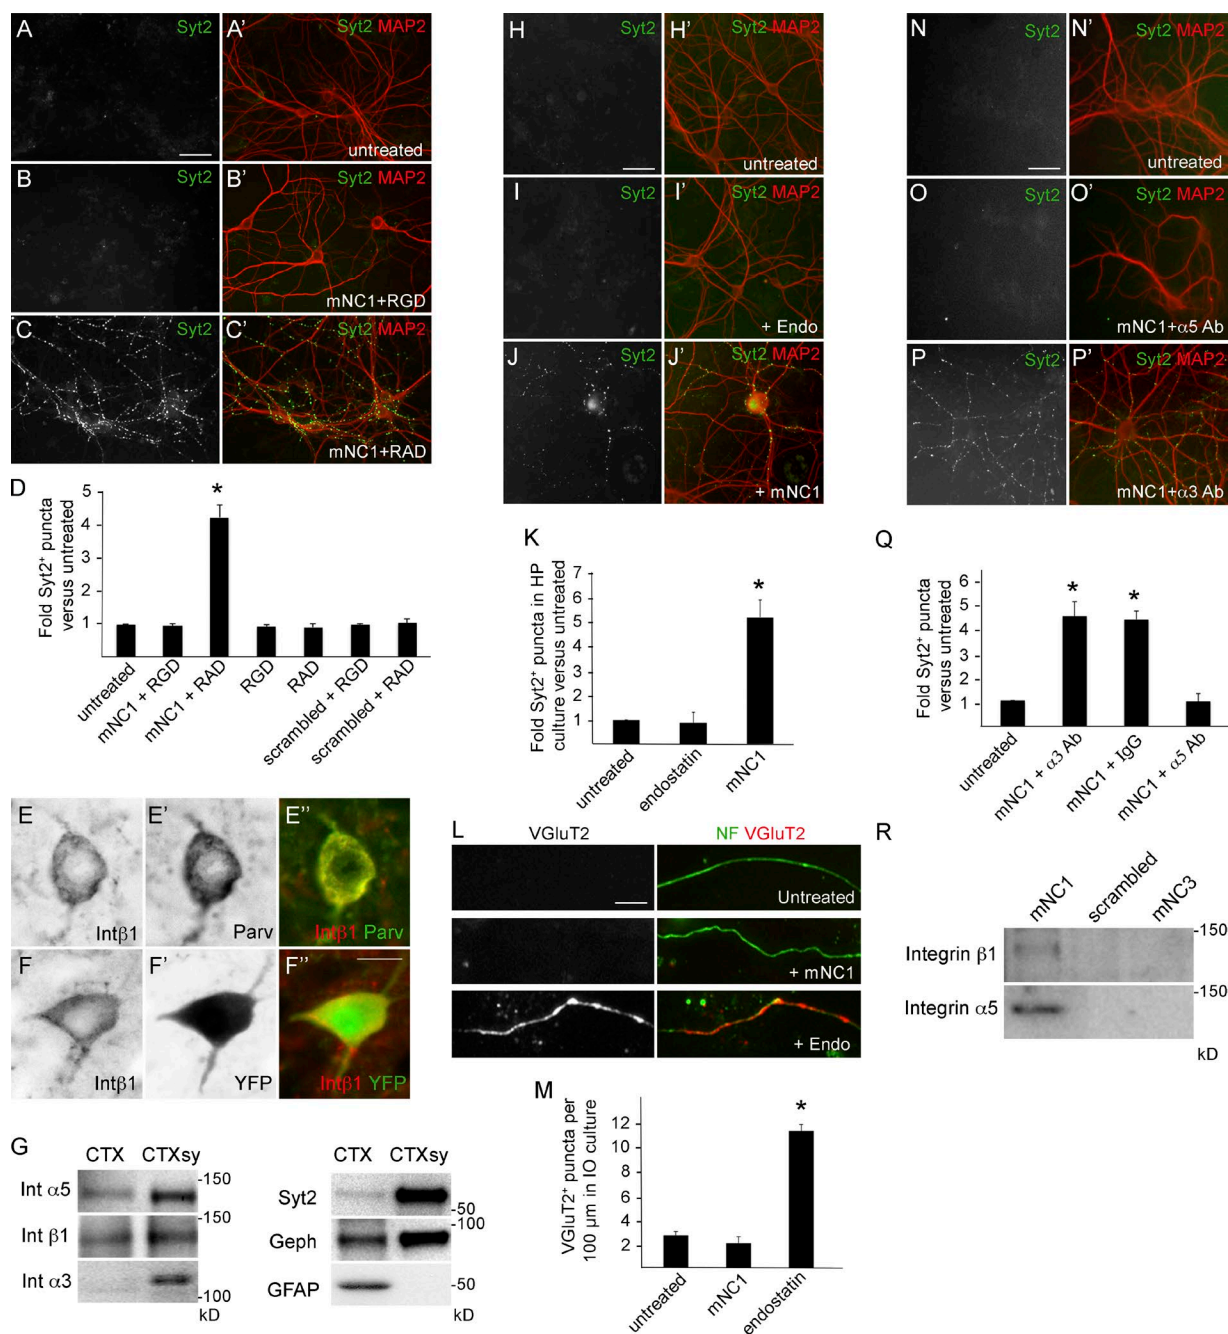 A Syt2 A' Syt2 MAP2
untreated
B Syt2 B' Syt2 MAP2
mNC1+RGD
C Syt2 C' Syt2 MAP2
mNC1+RAD
D
Fold Syt2+ puncta
versus untreated
5
4
3
2
1
*
untreated
mNC1 + RGD
mNC1 + RAD
RGD
RAD
scrambled + RGD
scrambled + RAD
E Intβ1 E' Parv E'' Intβ1 Parv
F Intβ1 F' YFP F'' Intβ1 YFP
G
CTX CTXsy
Int α5 -150
Int β1 -150
Int α3 -100
kD
CTX CTXsy
Syt2 -50
Geph -100
GFAP -50
kD
H Syt2 H' Syt2 MAP2
untreated
I Syt2 I' Syt2 MAP2
+ Endo
J Syt2 J' Syt2 MAP2
+ mNC1
K
Fold Syt2+ puncta in HP
culture versus untreated
7
6
5
4
3
2
1
*
untreated
endostatin
mNC1
L VGluT2 NF VGluT2
Untreated
+ mNC1
+ Endo
M
VGluT2+ puncta per
100 μm in IO culture
12
10
8
6
4
2
*
untreated
mNC1
endostatin
N Syt2 N' Syt2 MAP2
untreated
O Syt2 O' Syt2 MAP2
mNC1+α5 Ab
P Syt2 P' Syt2 MAP2
mNC1+α3 Ab
Q
Fold Syt2+ puncta
versus untreated
6
5
4
3
2
1
* *
untreated
mNC1 + α3 Ab
mNC1 + IgG
mNC1 + α5 Ab
R
mNC1 scrambled mNC3
Integrin β1 -150
Integrin α5 -150
kD